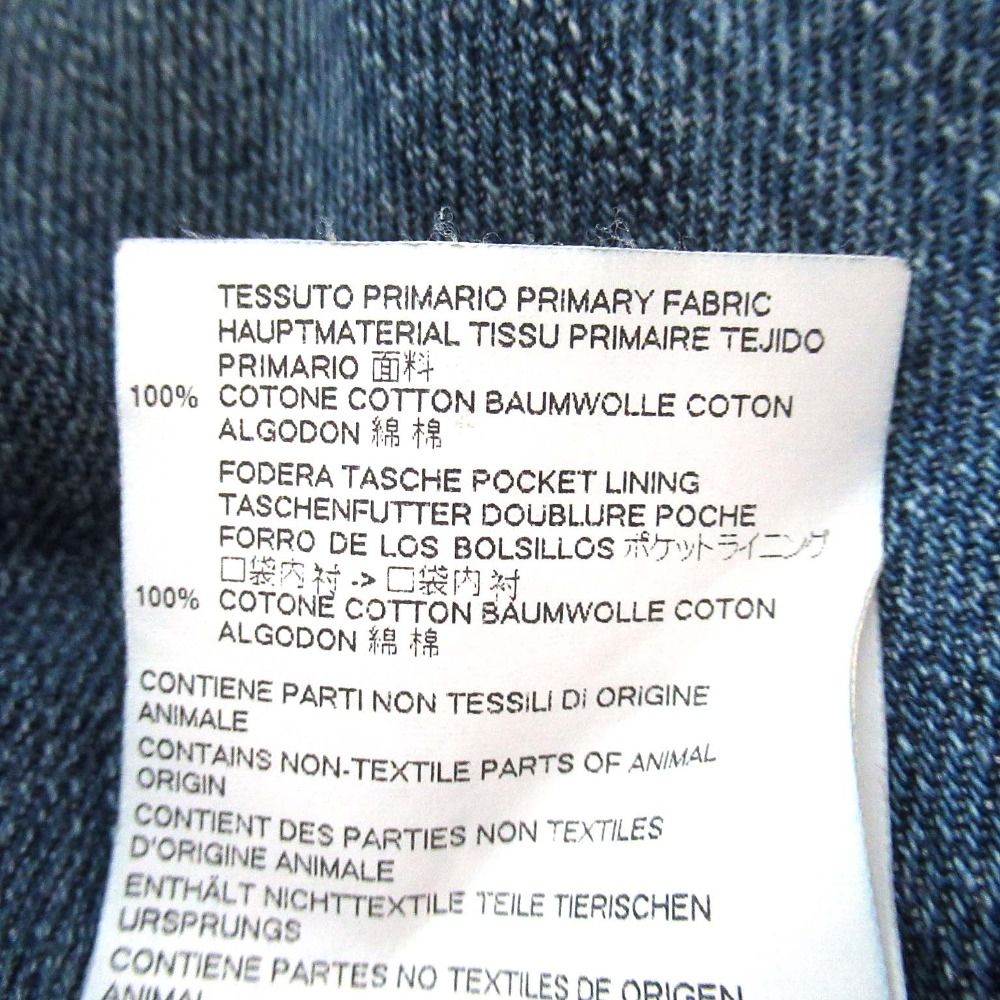 TESSUTO PRIMARIO PRIMARY FABRIC
HAUPTMATERIAL TISSU PRIMAIRE TEJIDO
PRIMARIO 面料
100% COTONE COTTON BAUMWOLLE COTON
ALGODON 綿 棉
FODERA TASCHE POCKET LINING
TASCHENFUTTER DOUBLURE POCHE
FORRO DE LOS BOLSILLOS ポケットライニング
口袋内衬 -> 口袋内衬
100% COTONE COTTON BAUMWOLLE COTON
ALGODON 綿 棉
CONTIENE PARTI NON TESSILI DI ORIGINE
ANIMALE
CONTAINS NON-TEXTILE PARTS OF ANIMAL
ORIGIN
CONTIENT DES PARTIES NON TEXTILES
D'ORIGINE ANIMALE
ENTHÄLT NICHTTEXTILE TEILE TIERISCHEN
URSPRUNGS
CONTIENE PARTES NO TEXTILES DE ORIGEN
ANIMAL